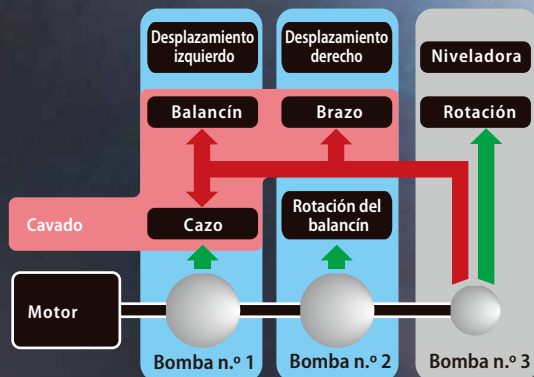 Desplazamiento
izquierdo
Desplazamiento
derecho
Niveladora
Balancín
Brazo
Rotación
Cavado
Cazo
Rotación del
balancín
Motor
Bomba n.º 1
Bomba n.º 2
Bomba n.º 3